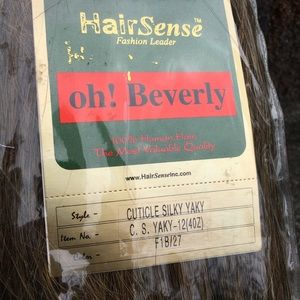 HairSense™
Fashion Leader
oh! Beverly
100% Human Hair
The Most Valuable Quality
www.HairSenseInc.com
Style - CUTICLE SILKY YAKY
Item No. - C. S. YAKY-12(4OZ)
Color - F1B/27